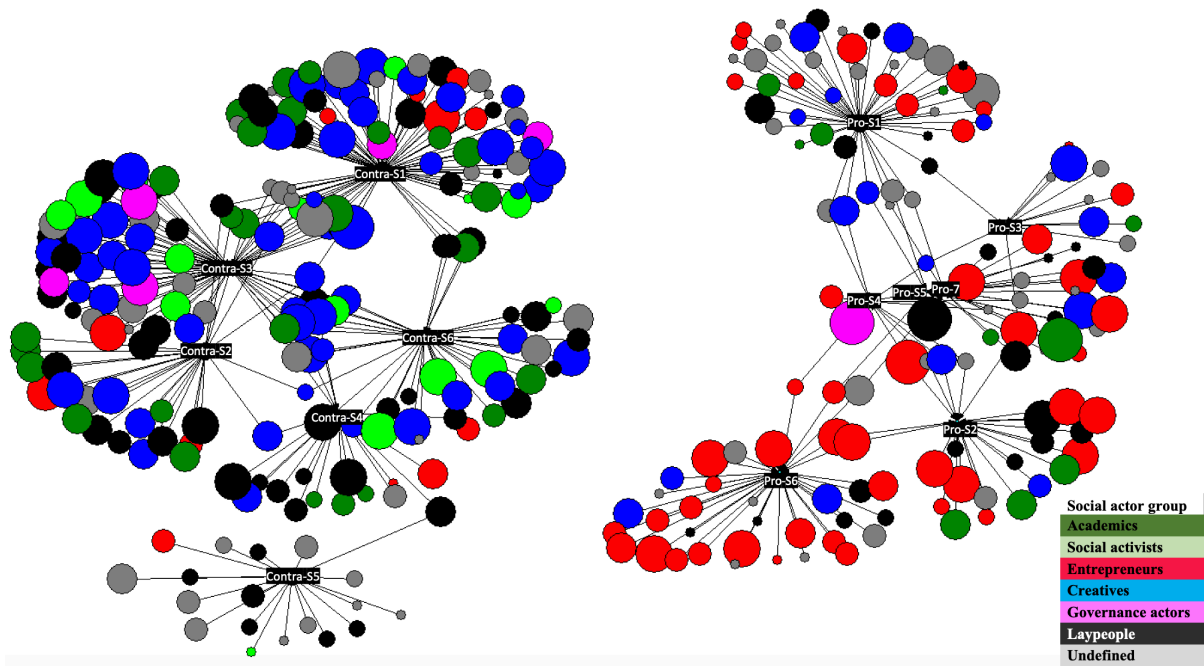 Pro-S1
Contra-S1
Pro-S3
Contra-S3
Pro-S5
Pro-7
Pro-S4
Contra-S6
Contra-S2
Contra-S4
Pro-S2
Pro-S6
Contra-S5
Social actor group
Academics
Social activists
Entrepreneurs
Creatives
Governance actors
Laypeople
Undefined